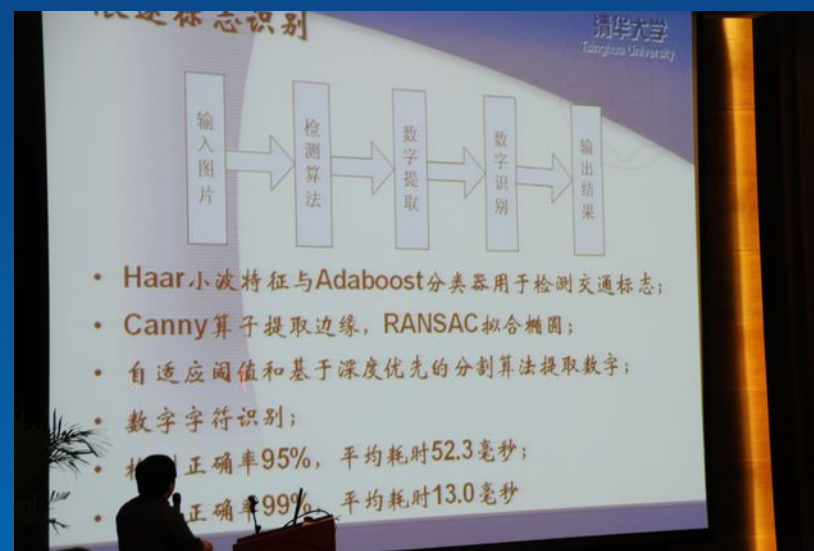 限速标志识别
清华大学
Tsinghua University
输入图片
检测算法
数字提取
数字识别
输出结果
• Haar小波特征与Adaboost分类器用于检测交通标志；
• Canny算子提取边缘，RANSAC拟合椭圆；
• 自适应阈值和基于深度优先的分割算法提取数字；
• 数字字符识别；
正确率95%，平均耗时52.3毫秒；
正确率99%，平均耗时13.0毫秒